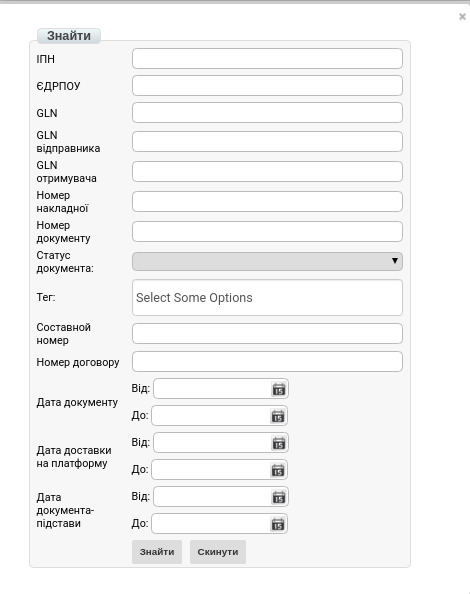 Знайти
ІПН
ЄДРПОУ
GLN
GLN
відправника
GLN
отримувача
Номер
накладної
Номер
документу
Статус
документа:
Тег:
Select Some Options
Составной
номер
Номер договору
Дата документу
Від:
До:
Дата доставки
на платформу
Від:
До:
Дата
документа-
підстави
Від:
До:
Знайти
Скинути